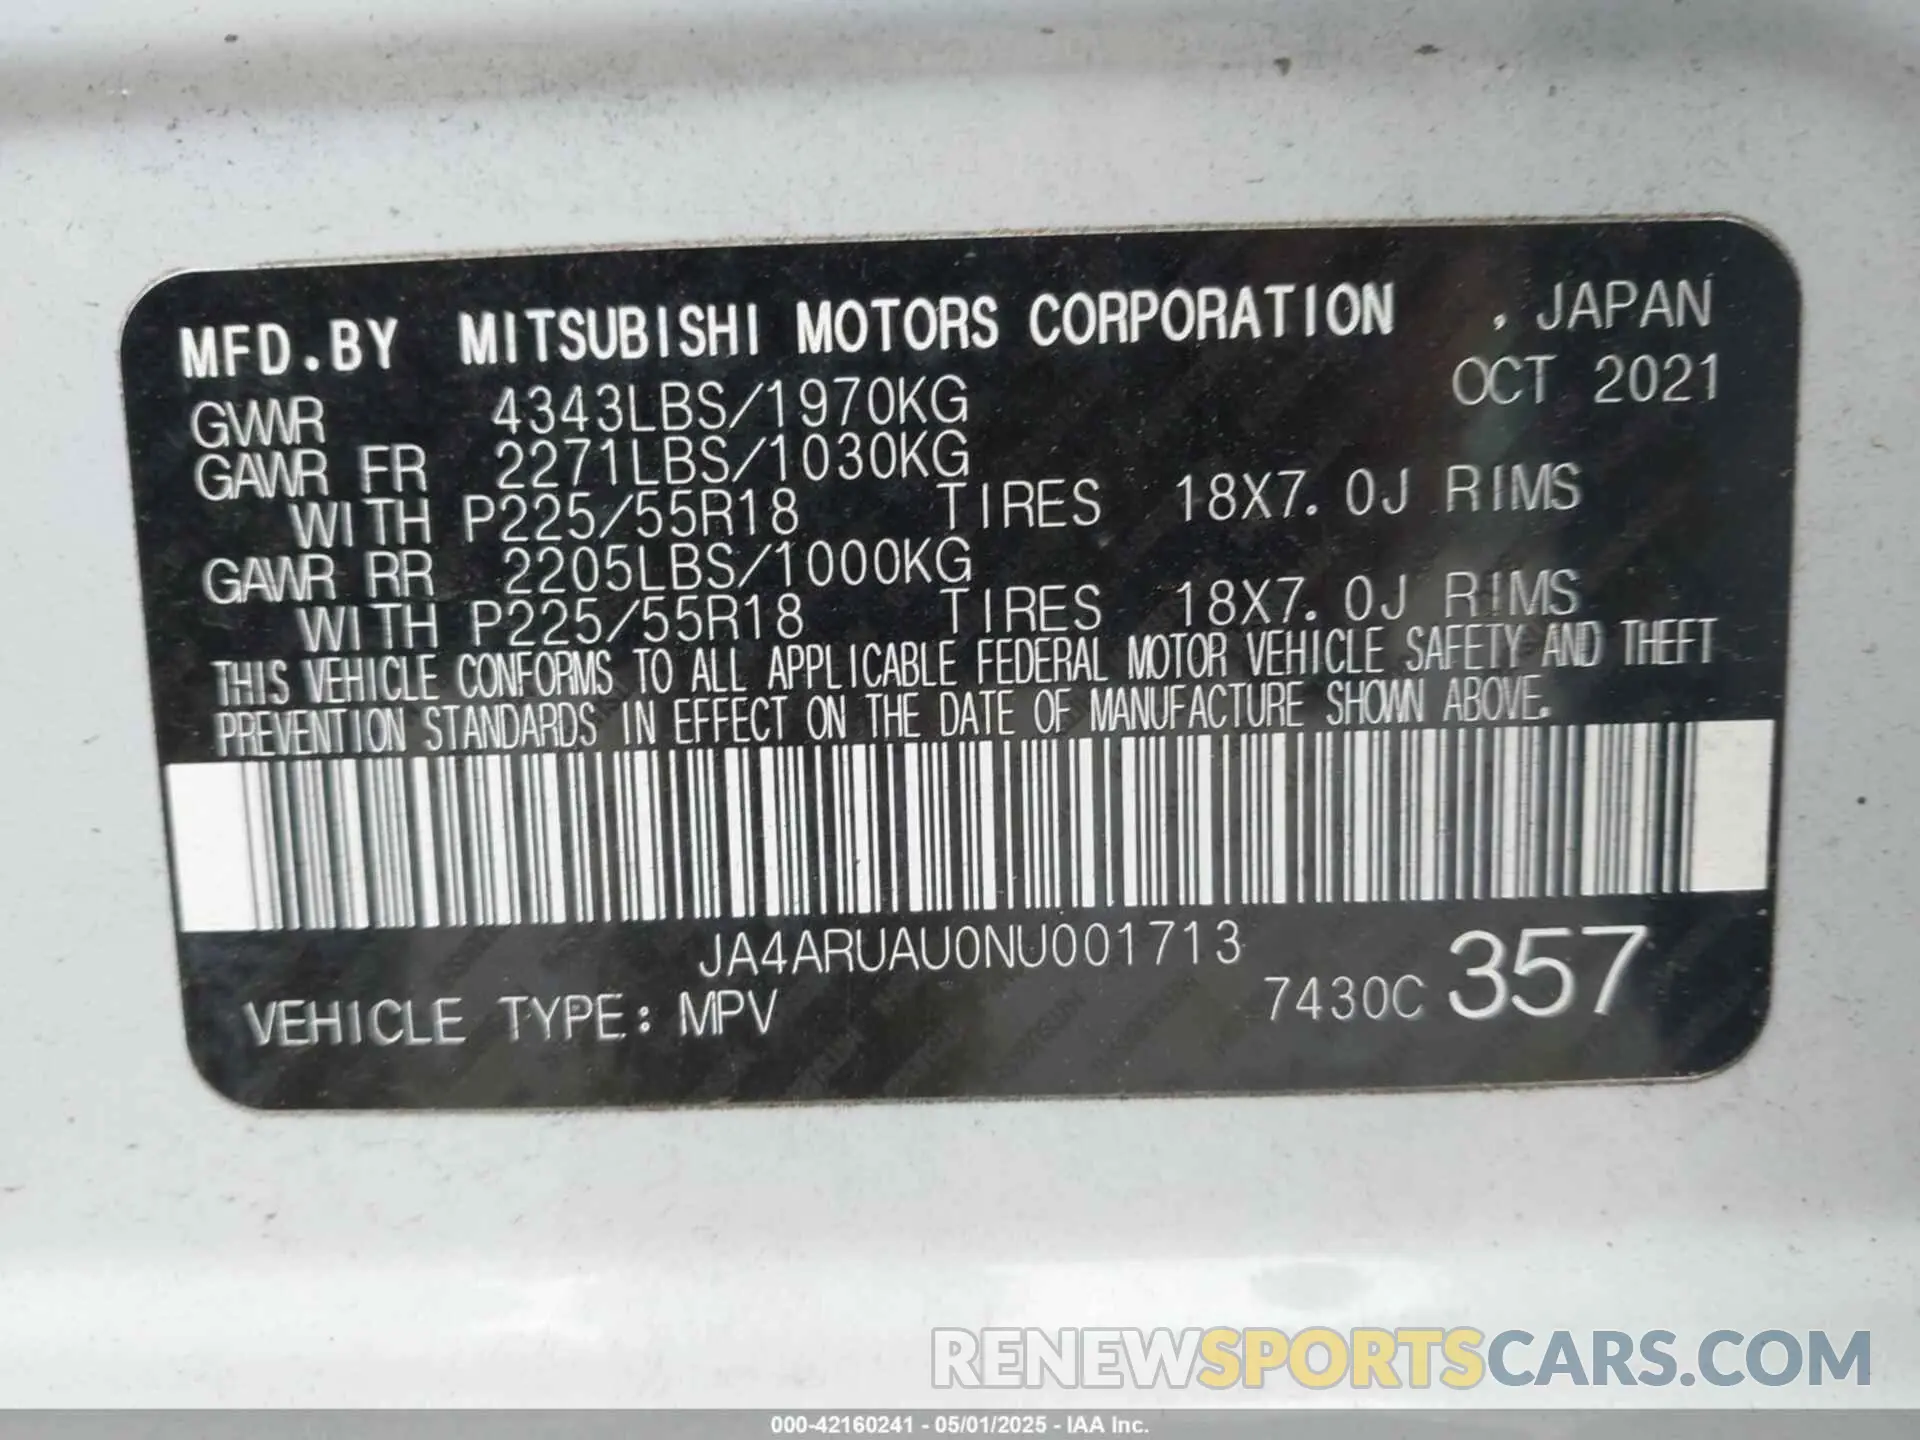 MFD.BY MITSUBISHI MOTORS CORPORATION , JAPAN
GVWR 4343LBS/1970KG OCT 2021
GAWR FR 2271LBS/1030KG
WITH P225/55R18 TIRES 18X7.0J RIMS
GAWR RR 2205LBS/1000KG
WITH P225/55R18 TIRES 18X7.0J RIMS
THIS VEHICLE CONFORMS TO ALL APPLICABLE FEDERAL MOTOR VEHICLE SAFETY AND THEFT
PREVENTION STANDARDS IN EFFECT ON THE DATE OF MANUFACTURE SHOWN ABOVE.
JA4ARUAU0NU001713
VEHICLE TYPE: MPV 7430C 357
RENEWSPORTSCARS.COM
000-42160241 - 05/01/2025 - IAA Inc.